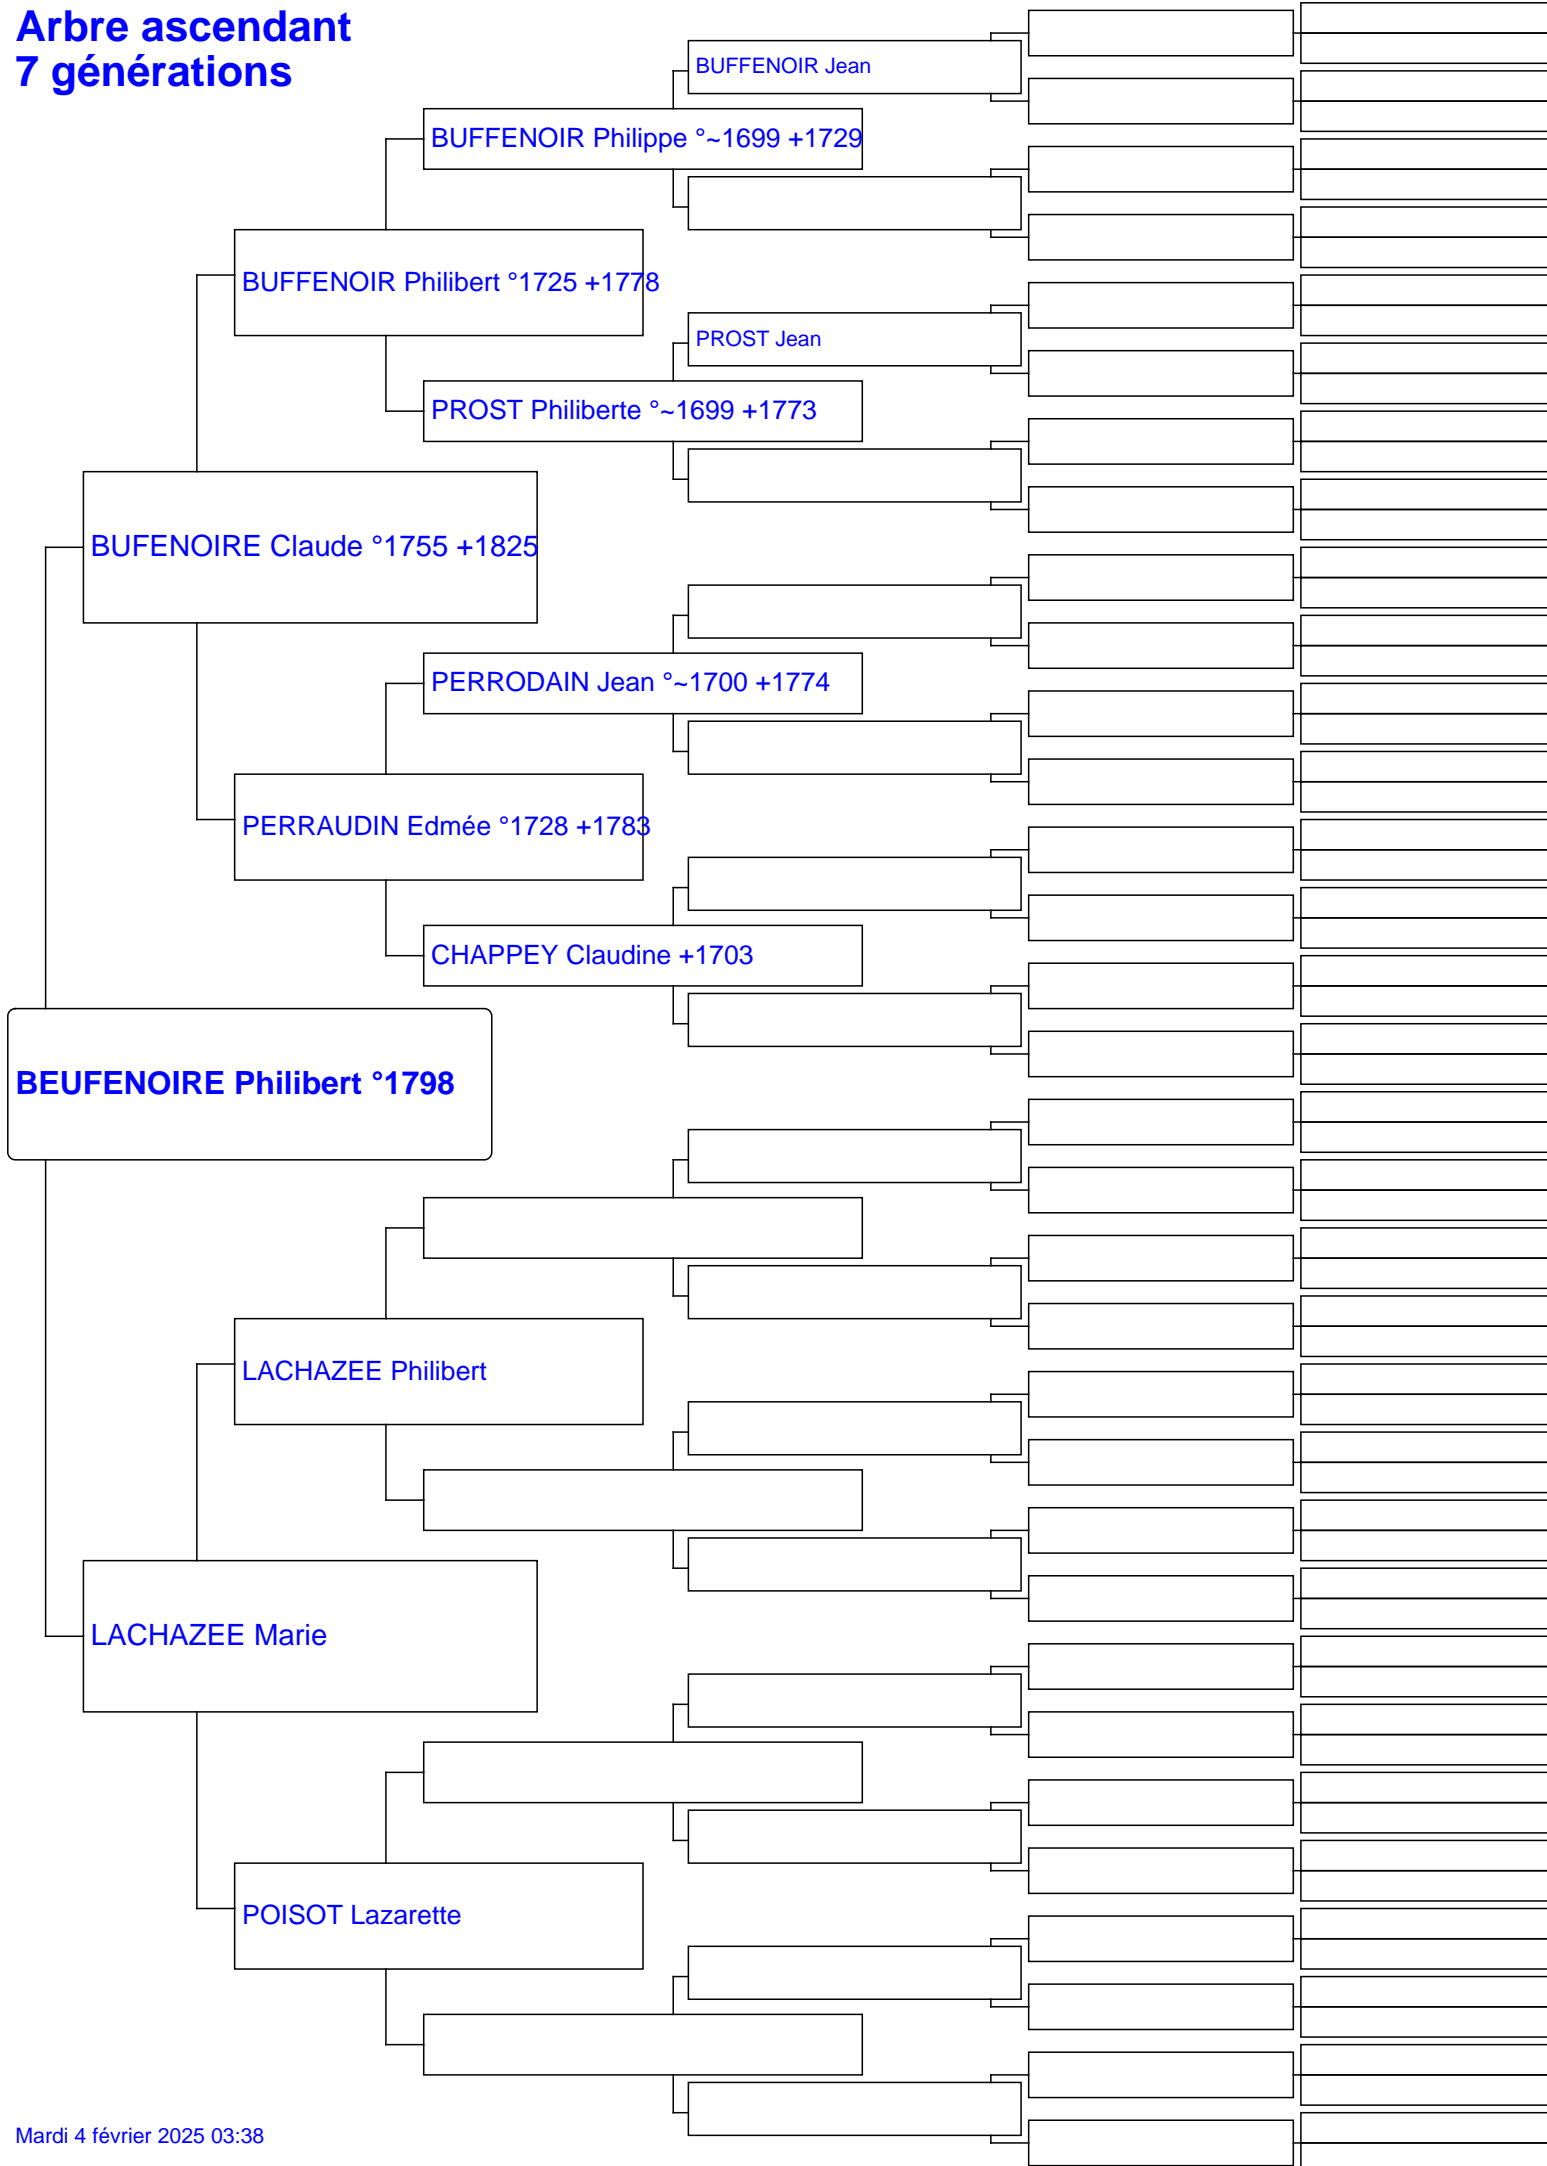 Arbre ascendant
7 générations
BUFFENOIR Jean
BUFFENOIR Philippe °~1699 +1729
BUFFENOIR Philibert °1725 +1778
PROST Jean
PROST Philiberte °~1699 +1773
BUFENOIRE Claude °1755 +1825
PERRODAIN Jean °~1700 +1774
PERRAUDIN Edmée °1728 +1783
CHAPPEY Claudine +1703
BEUFENOIRE Philibert °1798
LACHAZEE Philibert
LACHAZEE Marie
POISOT Lazarette
Mardi 4 février 2025 03:38